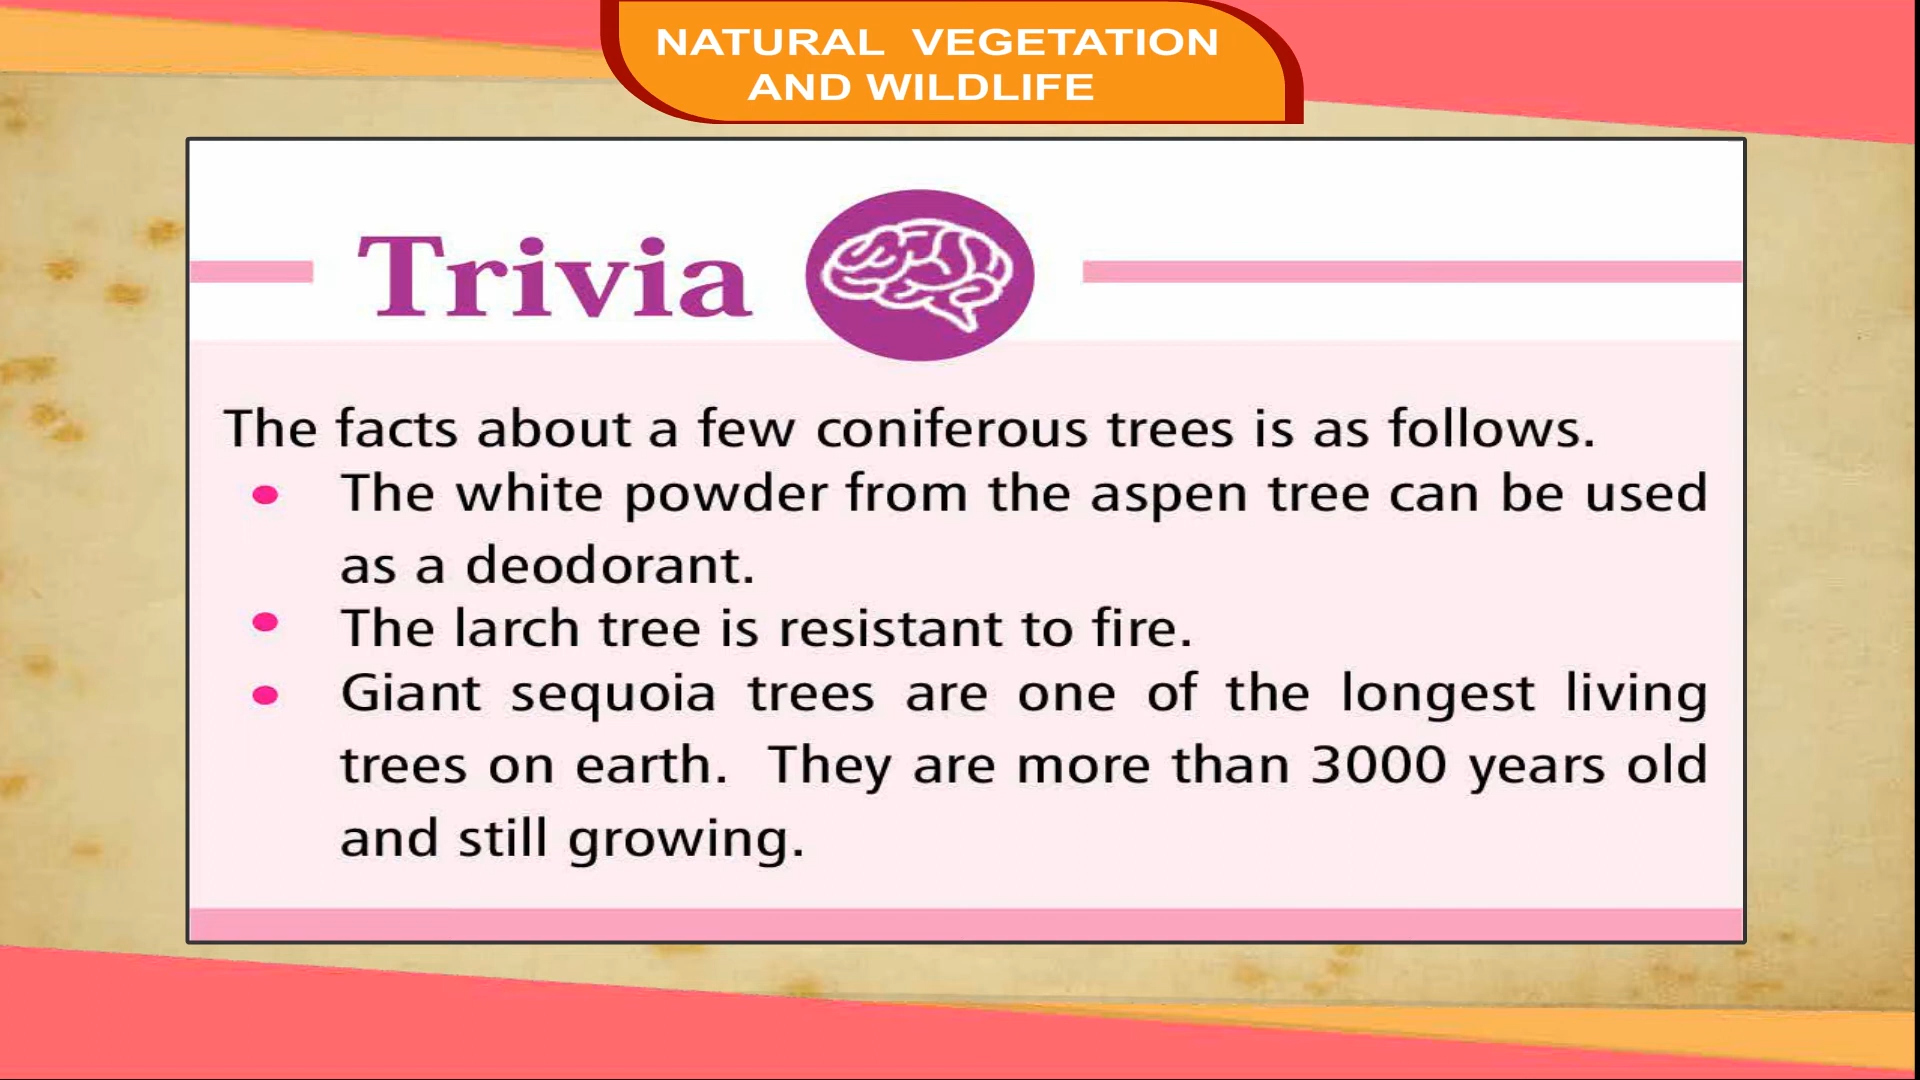 NATURAL VEGETATION
AND WILDLIFE
Trivia
The facts about a few coniferous trees is as follows.
• The white powder from the aspen tree can be used
as a deodorant.
• The larch tree is resistant to fire.
• Giant sequoia trees are one of the longest living
trees on earth. They are more than 3000 years old
and still growing.